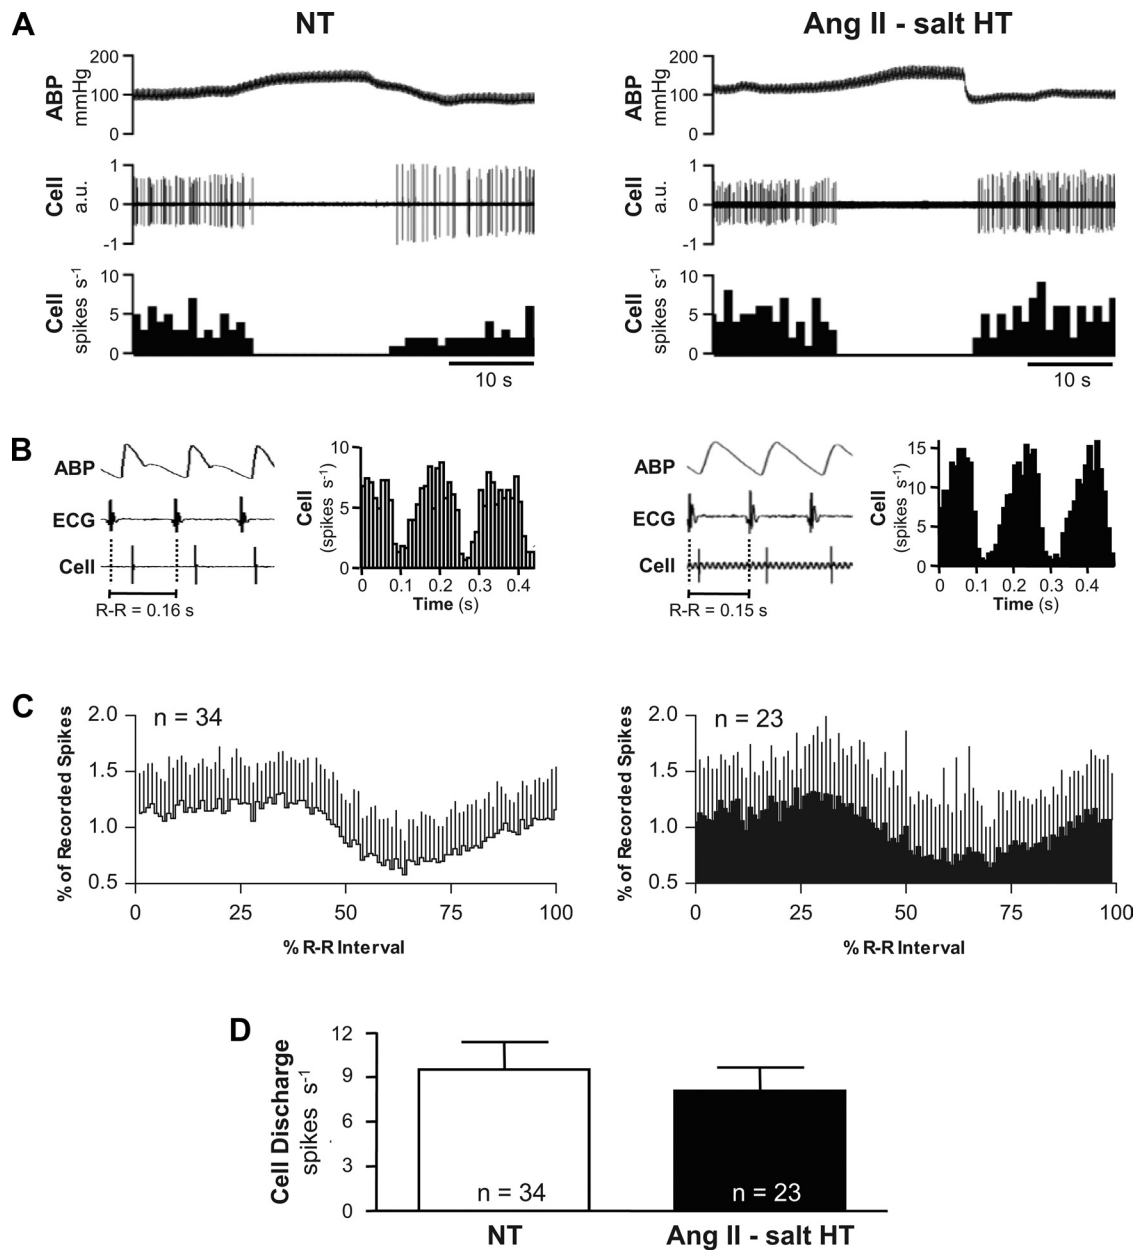 A
NT
Ang II - salt HT
ABP
mmHg
200
100
0
ABP
mmHg
200
100
0
Cell
a.u.
1
0
-1
Cell
a.u.
1
0
-1
Cell
spikes s-1
10
5
0
10 s
Cell
spikes s-1
10
5
0
10 s
B
ABP
ECG
Cell
R-R = 0.16 s
Cell
(spikes s-1)
10
5
0
0 0.1 0.2 0.3 0.4
Time (s)
ABP
ECG
Cell
R-R = 0.15 s
Cell
(spikes s-1)
15
10
5
0
0 0.1 0.2 0.3 0.4
Time (s)
C
% of Recorded Spikes
2.0
1.5
1.0
0.5
n = 34
0 25 50 75 100
% R-R Interval
% of Recorded Spikes
2.0
1.5
1.0
0.5
n = 23
0 25 50 75 100
% R-R Interval
D
Cell Discharge
spikes s-1
12
9
6
3
0
n = 34
n = 23
NT
Ang II - salt HT